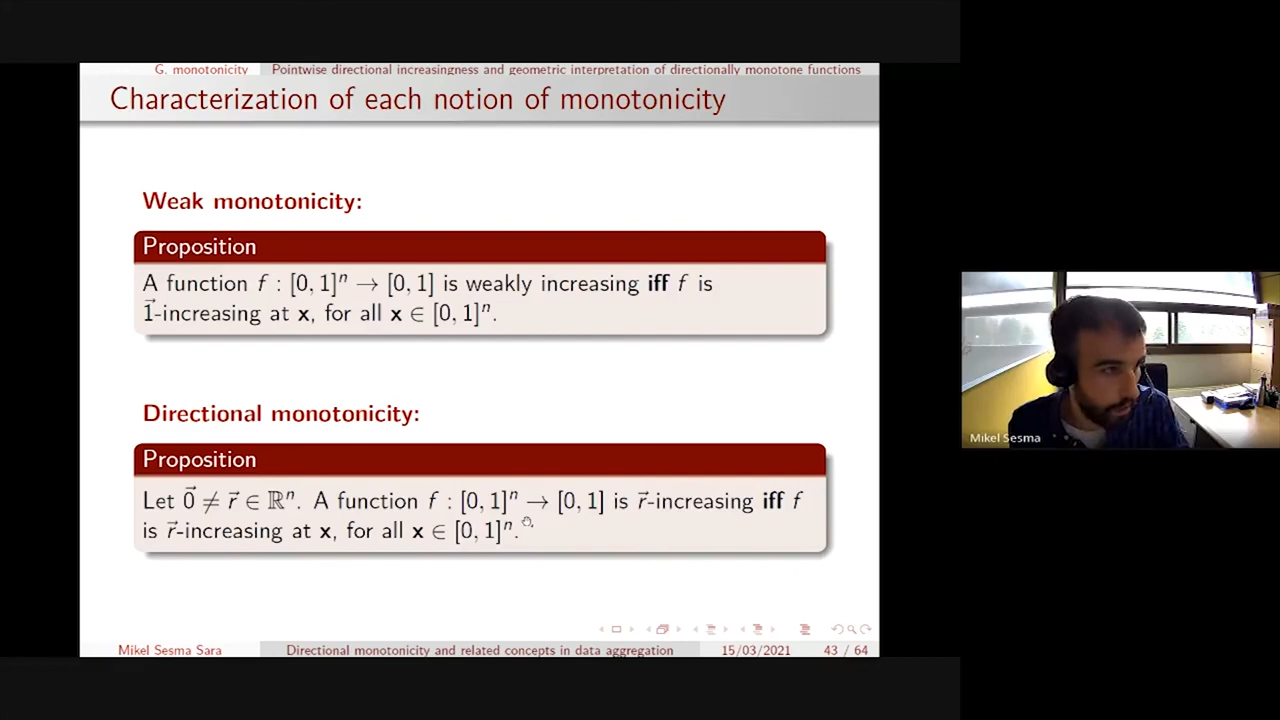 G. monotonicity Pointwise directional increasingness and geometric interpretation of directionally monotone functions
Characterization of each notion of monotonicity
Weak monotonicity:
Proposition
A function f : [0, 1]ⁿ → [0, 1] is weakly increasing iff f is
1⃗-increasing at x, for all x ∈ [0, 1]ⁿ.
Directional monotonicity:
Proposition
Let 0⃗ ≠ r⃗ ∈ ℝⁿ. A function f : [0, 1]ⁿ → [0, 1] is r⃗-increasing iff f
is r⃗-increasing at x, for all x ∈ [0, 1]ⁿ.
Mikel Sesma Sara Directional monotonicity and related concepts in data aggregation 15/03/2021 43 / 64
Mikel Sesma